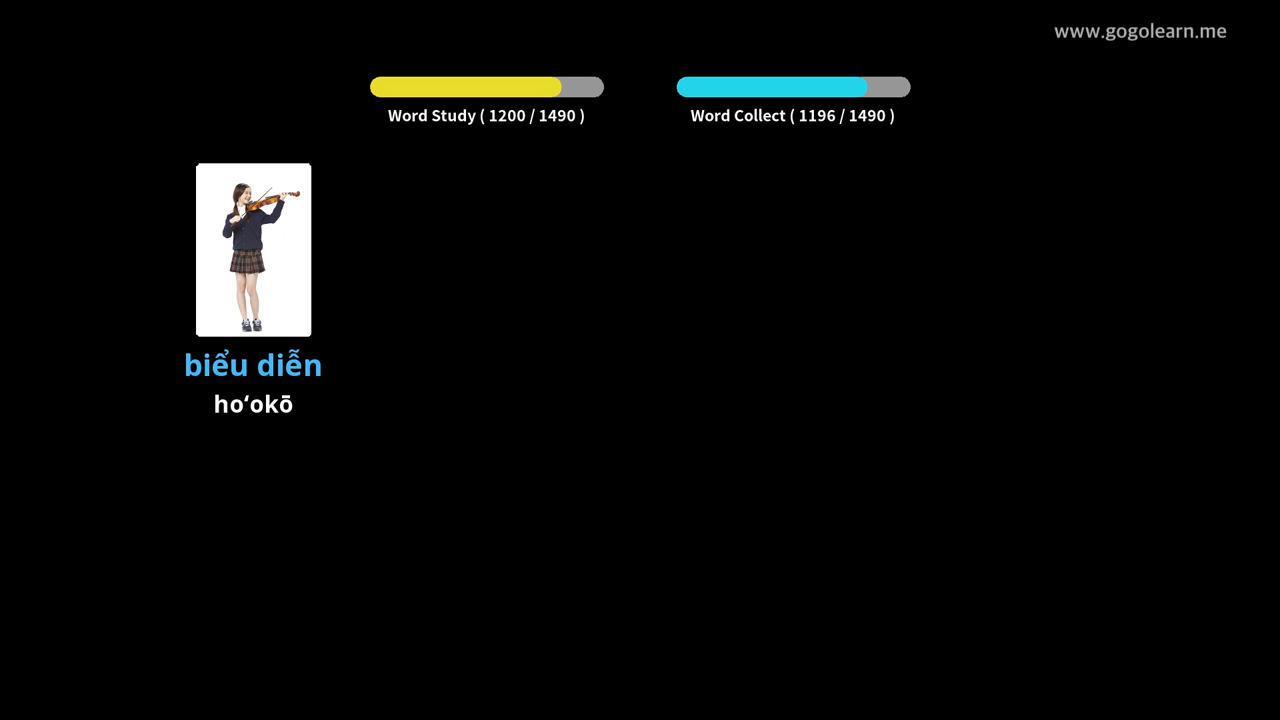 www.gogolearn.me
Word Study ( 1200 / 1490 )
Word Collect ( 1196 / 1490 )
biểu diễn
hoʻokō